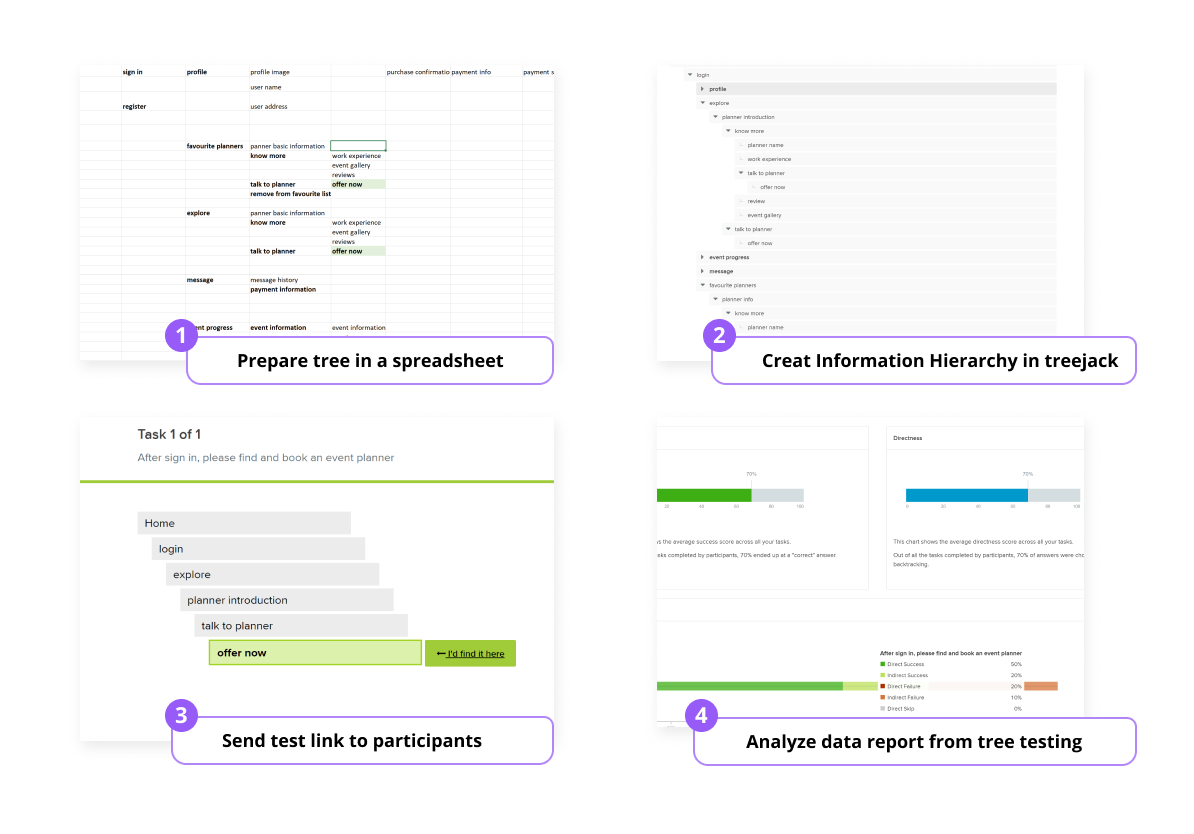 sign in profile profile image purchase confirmatio payment info payment s
user name
register user address
favourite planners panner basic information
know more work experience
event gallery
reviews
talk to planner offer now
remove from favourite list
explore panner basic information
know more work experience
event gallery
reviews
talk to planner offer now
message message history
payment information
nt progress event information event information
1
Prepare tree in a spreadsheet
login
profile
explore
planner introduction
know more
planner name
work experience
talk to planner
offer now
review
event gallery
talk to planner
offer now
event progress
message
favourite planners
planner info
know more
planner name
2
Creat Information Hierarchy in treejack
Task 1 of 1
After sign in, please find and book an event planner
Home
login
explore
planner introduction
talk to planner
offer now
I'd find it here
3
Send test link to participants
70%
20 40 60 80 100
s the average success score across all your tasks.
sks completed by participants, 70% ended up at a "correct" answer.
Directness
70%
0 20 40 60 80 100
This chart shows the average directness score across all your tasks.
Out of all the tasks completed by participants, 70% of answers were cho
backtracking.
After sign in, please find and book an event planner
Direct Success 50%
Indirect Success 20%
Direct Failure 20%
Indirect Failure 10%
Direct Skip 0%
4
Analyze data report from tree testing